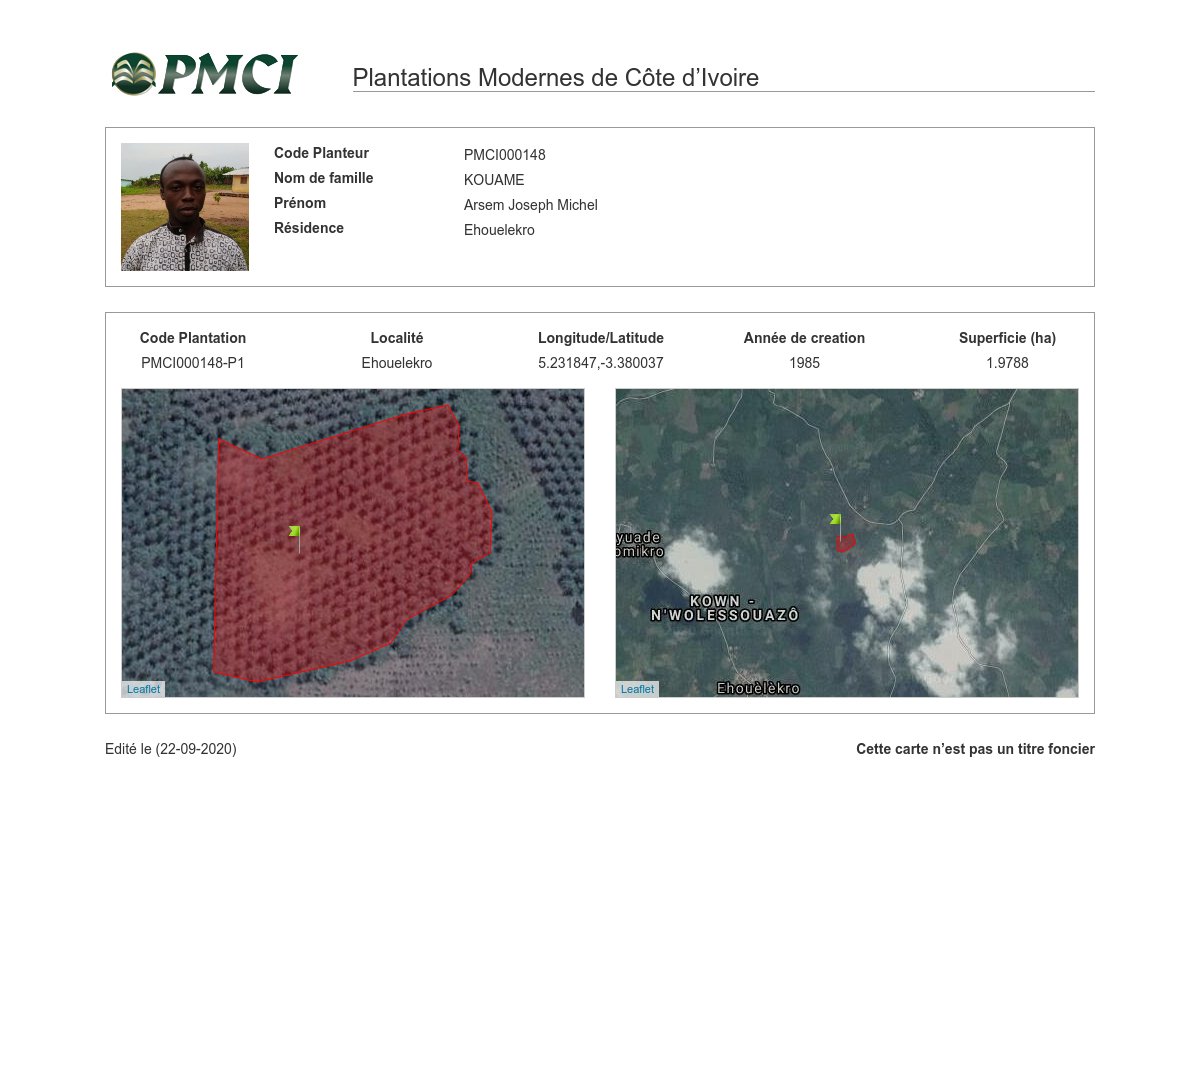 PMCI
Plantations Modernes de Côte d’Ivoire
Code Planteur PMCI000148
Nom de famille KOUAME
Prénom Arsem Joseph Michel
Résidence Ehouelekro
Code Plantation Localité Longitude/Latitude Année de creation Superficie (ha)
PMCI000148-P1 Ehouelekro 5.231847,-3.380037 1985 1.9788
yuade
omikro
KOWN -
N'WOLESSOUAZÔ
Ehouèlèkro
Leaflet
Leaflet
Edité le (22-09-2020)
Cette carte n’est pas un titre foncier